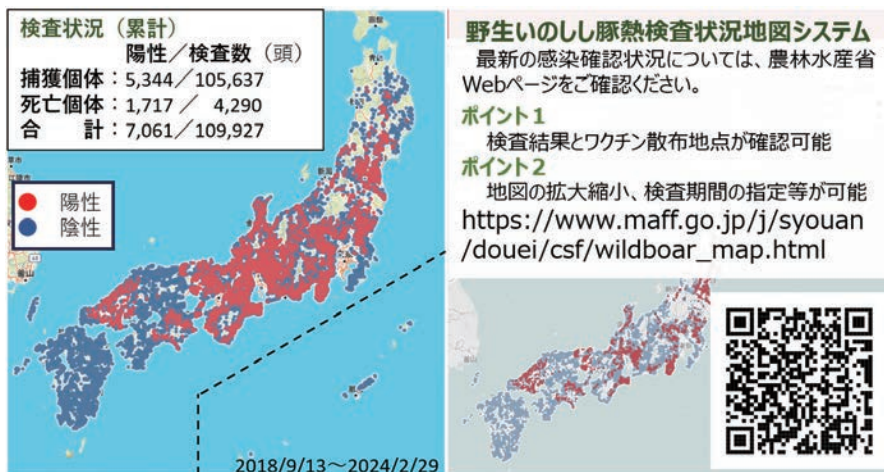 検査状況（累計）
陽性／検査数（頭）
捕獲個体：5,344／105,637
死亡個体：1,717／ 4,290
合　　計：7,061／109,927
陽性
陰性
釜山
2018/9/13～2024/2/29
野生いのしし豚熱検査状況地図システム
最新の感染確認状況については、農林水産省
Webページをご確認ください。
ポイント１
検査結果とワクチン散布地点が確認可能
ポイント２
地図の拡大縮小、検査期間の指定等が可能
https://www.maff.go.jp/j/syouan
/douei/csf/wildboar_map.html